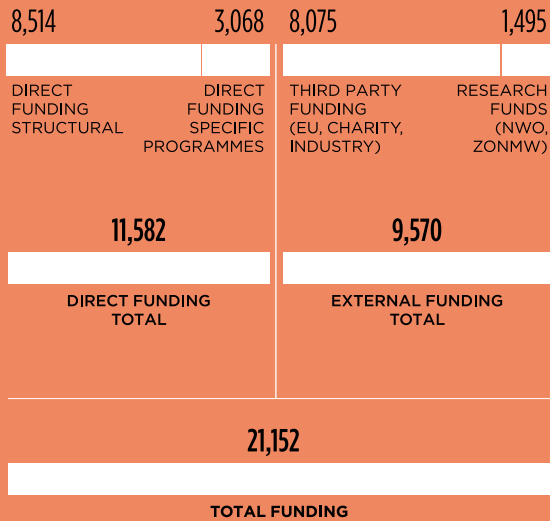 8,514 3,068
DIRECT
FUNDING
STRUCTURAL
DIRECT
FUNDING
SPECIFIC
PROGRAMMES
8,075 1,495
THIRD PARTY
FUNDING
(EU, CHARITY,
INDUSTRY)
RESEARCH
FUNDS
(NWO,
ZONMW)
11,582
DIRECT FUNDING
TOTAL
9,570
EXTERNAL FUNDING
TOTAL
21,152
TOTAL FUNDING